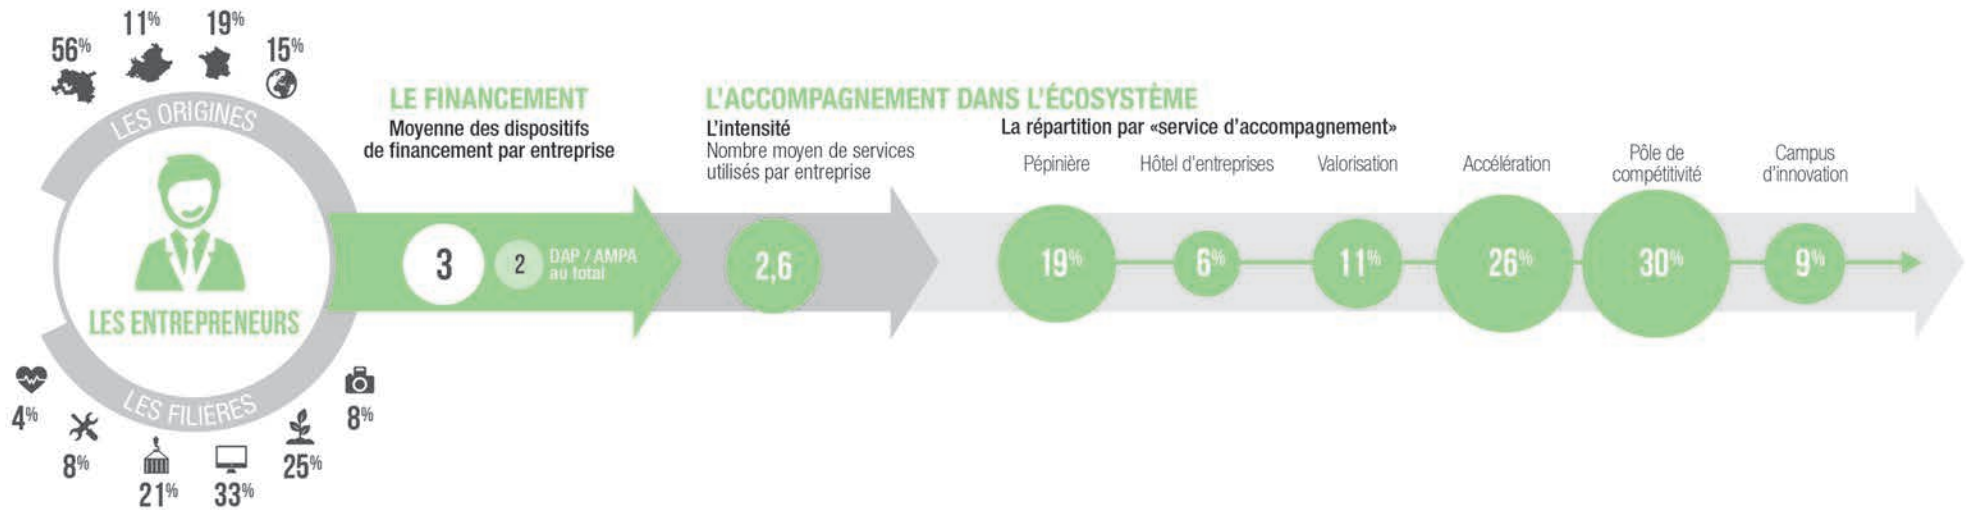 56%
11%
19%
15%
LES ORIGINES
LES ENTREPRENEURS
LES FILIÈRES
4%
8%
21%
33%
25%
8%
LE FINANCEMENT
Moyenne des dispositifs
de financement par entreprise
3
2
DAP / AMPA
au total
L'ACCOMPAGNEMENT DANS L'ÉCOSYSTÈME
L'intensité
Nombre moyen de services
utilisés par entreprise
2,6
La répartition par «service d'accompagnement»
Pépinière
19%
Hôtel d'entreprises
6%
Valorisation
11%
Accélération
26%
Pôle de
compétitivité
30%
Campus
d'innovation
9%